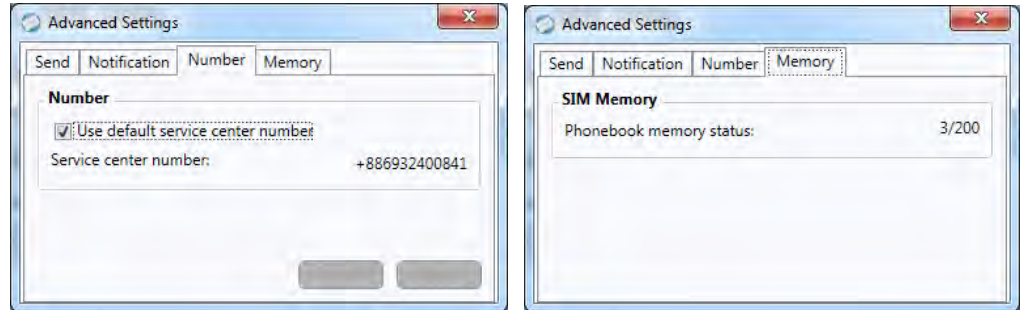 Advanced Settings
Send Notification Number Memory
Number
Use default service center number
Service center number: +886932400841
Advanced Settings
Send Notification Number Memory
SIM Memory
Phonebook memory status: 3/200